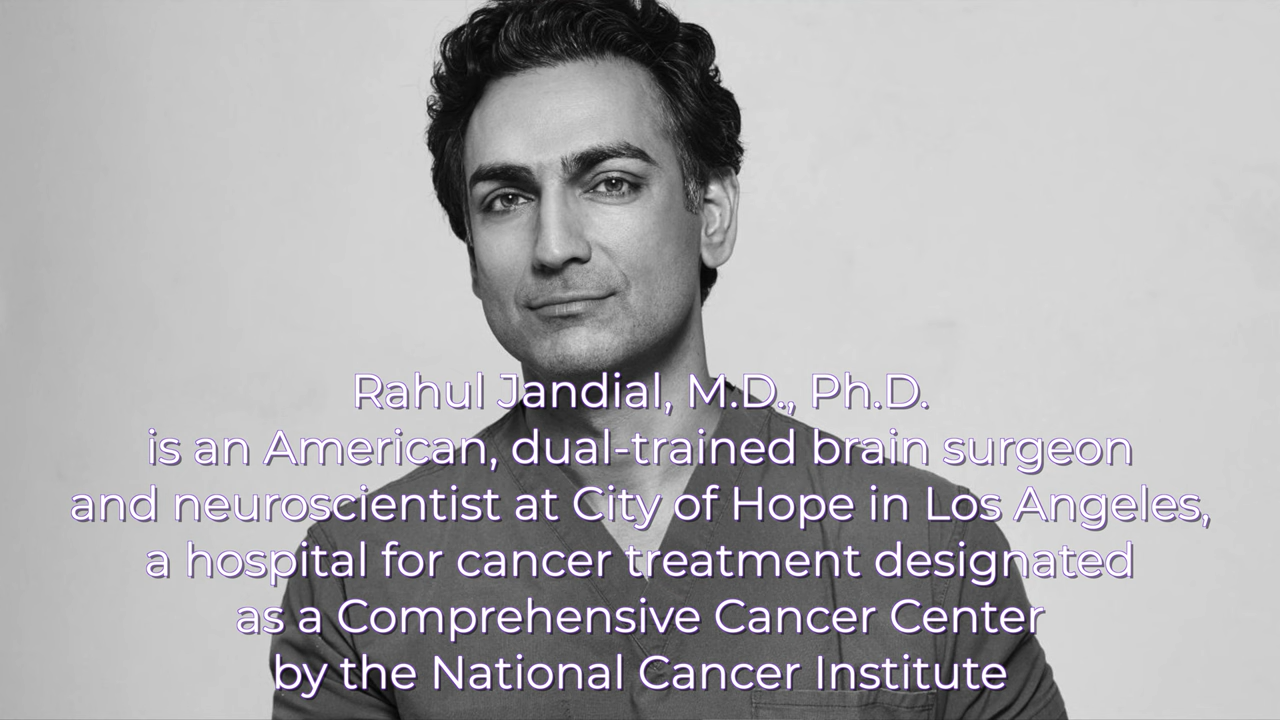 Rahul Jandial, M.D., Ph.D.
is an American, dual-trained brain surgeon
and neuroscientist at City of Hope in Los Angeles,
a hospital for cancer treatment designated
as a Comprehensive Cancer Center
by the National Cancer Institute